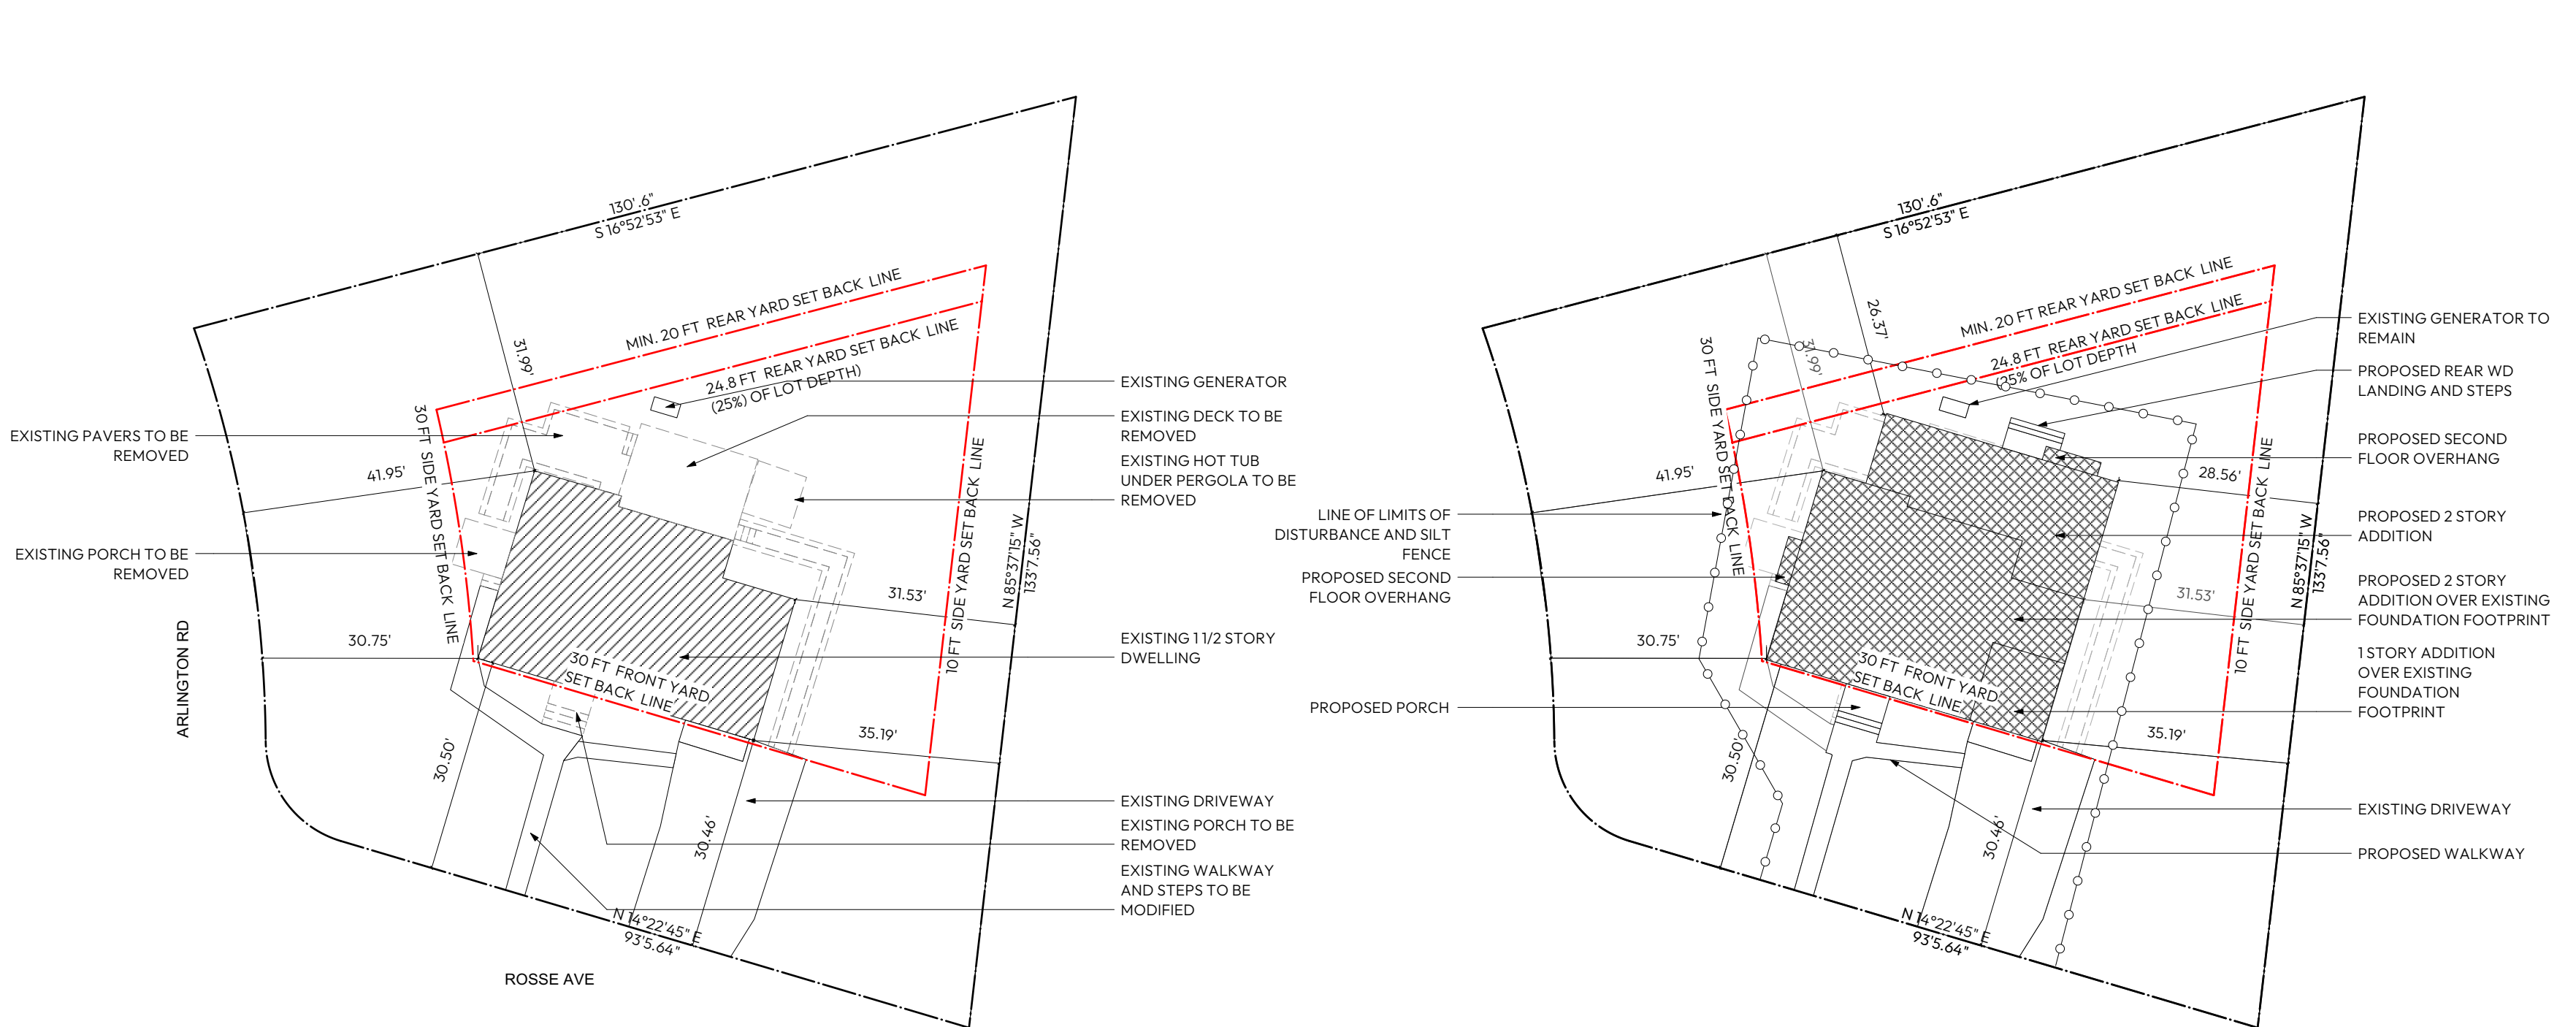 130'.6"
S 16°52'53" E
MIN. 20 FT  REAR YARD SET BACK  LINE
24.8 FT  REAR YARD SET BACK  LINE
(25%) OF LOT DEPTH)
31.99'
30 FT  SIDE YARD SET BACK  LINE
EXISTING PAVERS TO BE
REMOVED
41.95'
EXISTING PORCH TO BE
REMOVED
ARLINGTON RD
30.75'
30.50'
30 FT  FRONT YARD
SET BACK  LINE
31.53'
35.19'
30.46'
10 FT  SIDE YARD SET BACK  LINE
N 85°37'15" W
133'7.56"
N 14°22'45" E
93'5.64"
ROSSE AVE
EXISTING GENERATOR
EXISTING DECK TO BE
REMOVED
EXISTING HOT TUB
UNDER PERGOLA TO BE
REMOVED
EXISTING 1 1/2 STORY
DWELLING
EXISTING DRIVEWAY
EXISTING PORCH TO BE
REMOVED
EXISTING WALKWAY
AND STEPS TO BE
MODIFIED
130'.6"
S 16°52'53" E
26.37'
31.99'
MIN. 20 FT REAR YARD SET BACK  LINE
24.8 FT  REAR YARD SET BACK  LINE
(25% OF LOT DEPTH
30 FT  SIDE YARD SET BACK  LINE
41.95'
LINE OF LIMITS OF
DISTURBANCE AND SILT
FENCE
PROPOSED SECOND
FLOOR OVERHANG
30.75'
PROPOSED PORCH
30.50'
30 FT  FRONT YARD
SET BACK  LINE
28.56'
31.53'
35.19'
30.46'
10 FT  SIDE YARD SET BACK  LINE
N 85°37'15" W
133'7.56"
N 14°22'45" E
93'5.64"
EXISTING GENERATOR TO
REMAIN
PROPOSED REAR WD
LANDING AND STEPS
PROPOSED SECOND
FLOOR OVERHANG
PROPOSED 2 STORY
ADDITION
PROPOSED 2 STORY
ADDITION OVER EXISTING
FOUNDATION FOOTPRINT
1 STORY ADDITION
OVER EXISTING
FOUNDATION
FOOTPRINT
EXISTING DRIVEWAY
PROPOSED WALKWAY